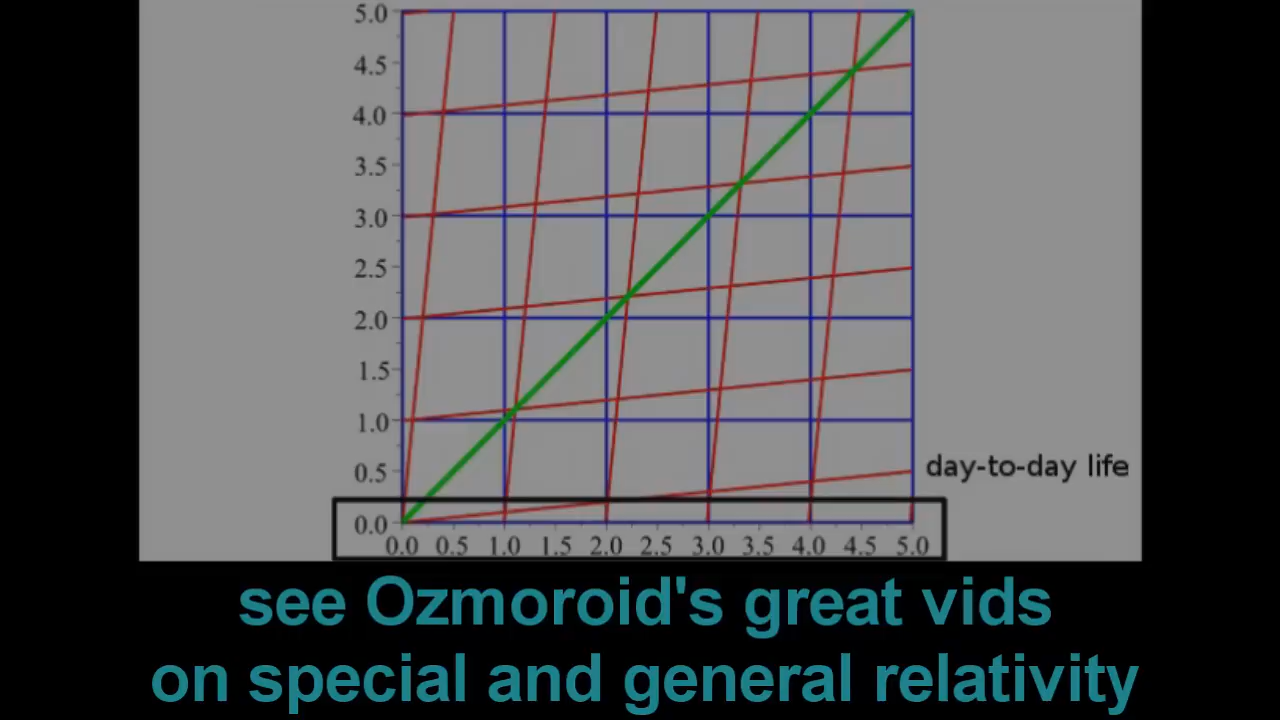 5.0
4.5
4.0
3.5
3.0
2.5
2.0
1.5
1.0
0.5 day-to-day life
0.0
0.0 0.5 1.0 1.5 2.0 2.5 3.0 3.5 4.0 4.5 5.0
see Ozmoroid's great vids
on special and general relativity